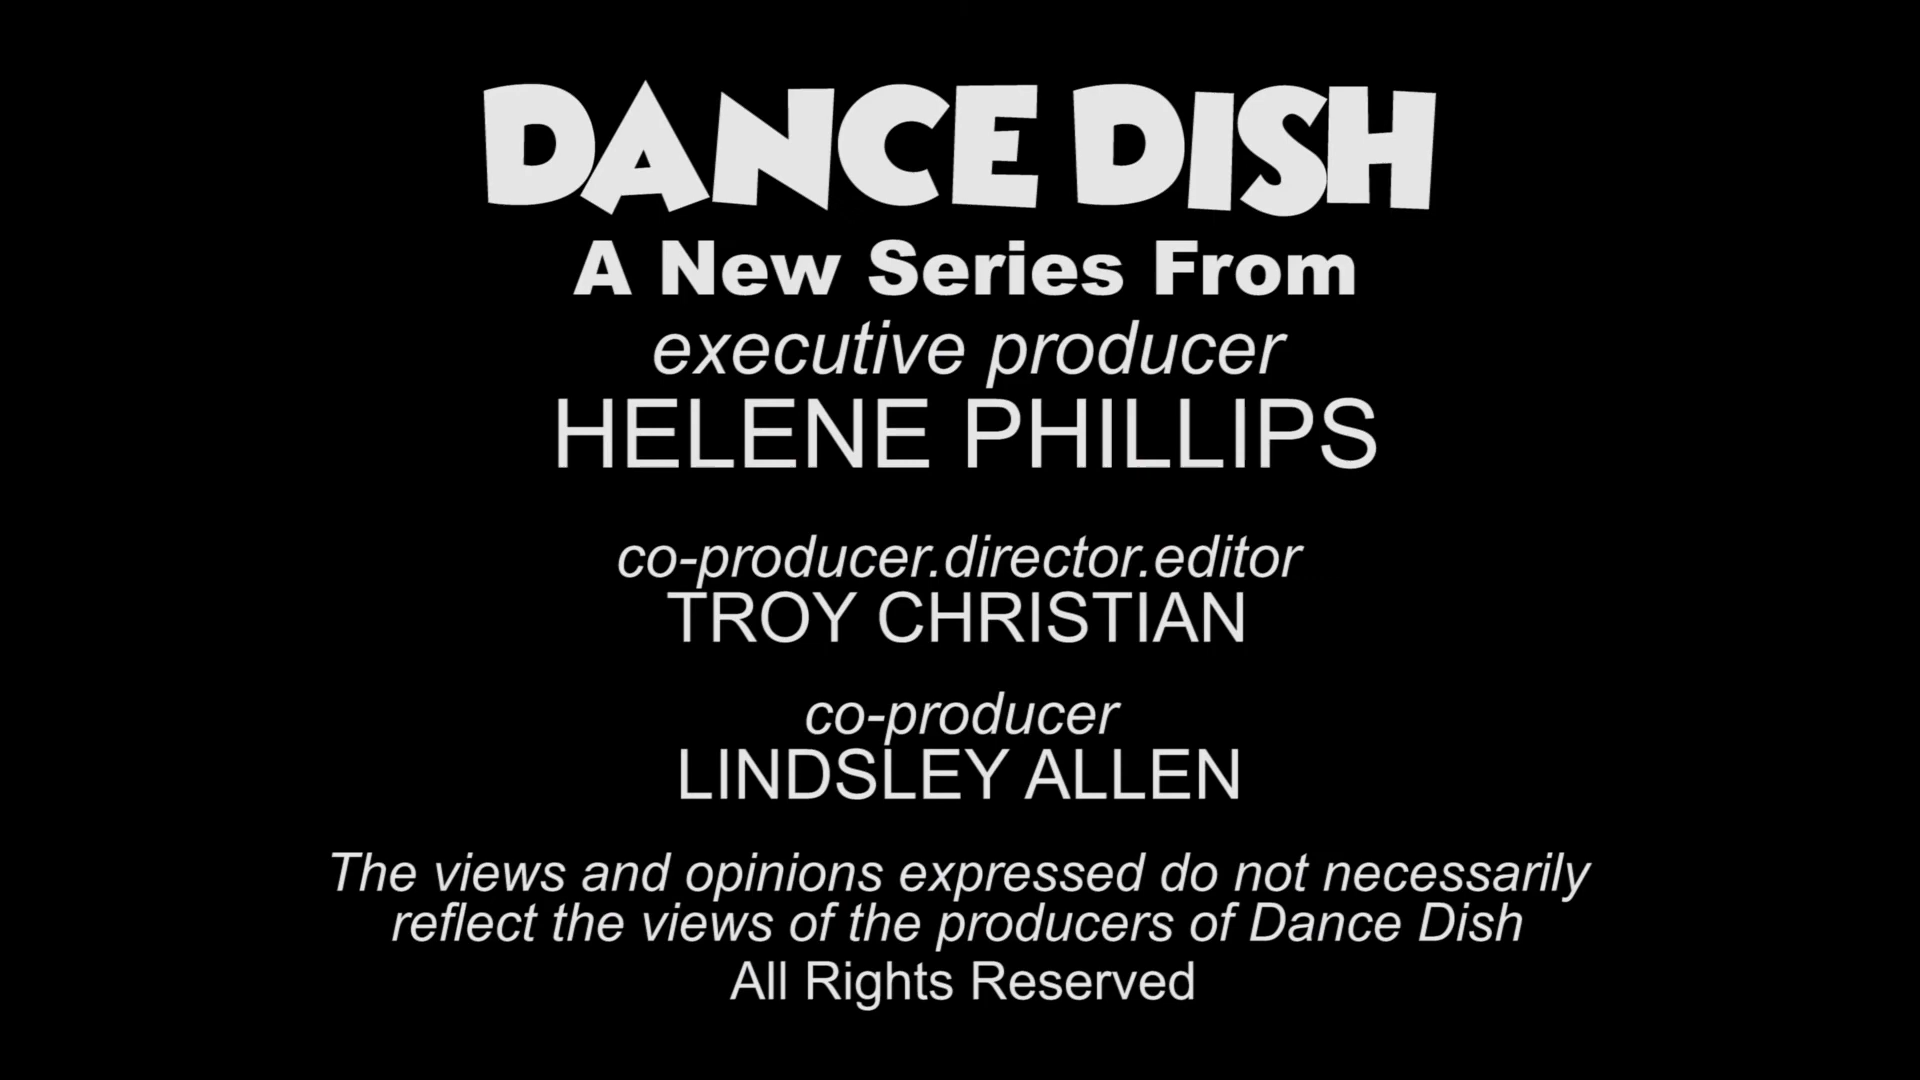 DANCE DISH
A New Series From
executive producer
HELENE PHILLIPS
co-producer.director.editor
TROY CHRISTIAN
co-producer
LINDSLEY ALLEN
The views and opinions expressed do not necessarily
reflect the views of the producers of Dance Dish
All Rights Reserved